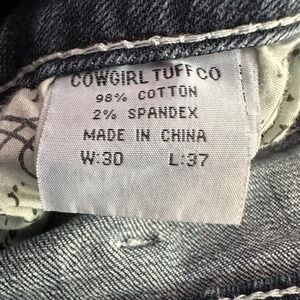 COWGIRL TUFF CO
98% COTTON
2% SPANDEX
MADE IN CHINA
W:30 L:37